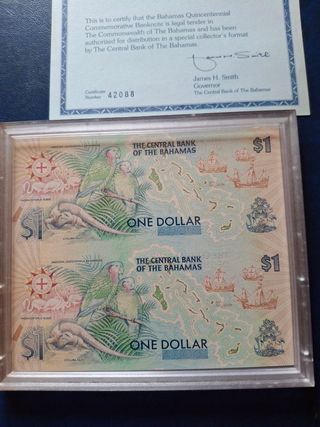 This is to certify that the Bahamas Quincentennial
Commemorative Banknote is legal tender in
The Commonwealth of The Bahamas and has been
authorized for distribution in a special collector's format
by The Central Bank of The Bahamas
James H. Smith
Governor
The Central Bank of The Bahamas
Certificate
Number 42088
THE CENTRAL BANK
OF THE BAHAMAS
$1
$1
ONE DOLLAR
THE CENTRAL BANK
OF THE BAHAMAS
$1
$1
ONE DOLLAR